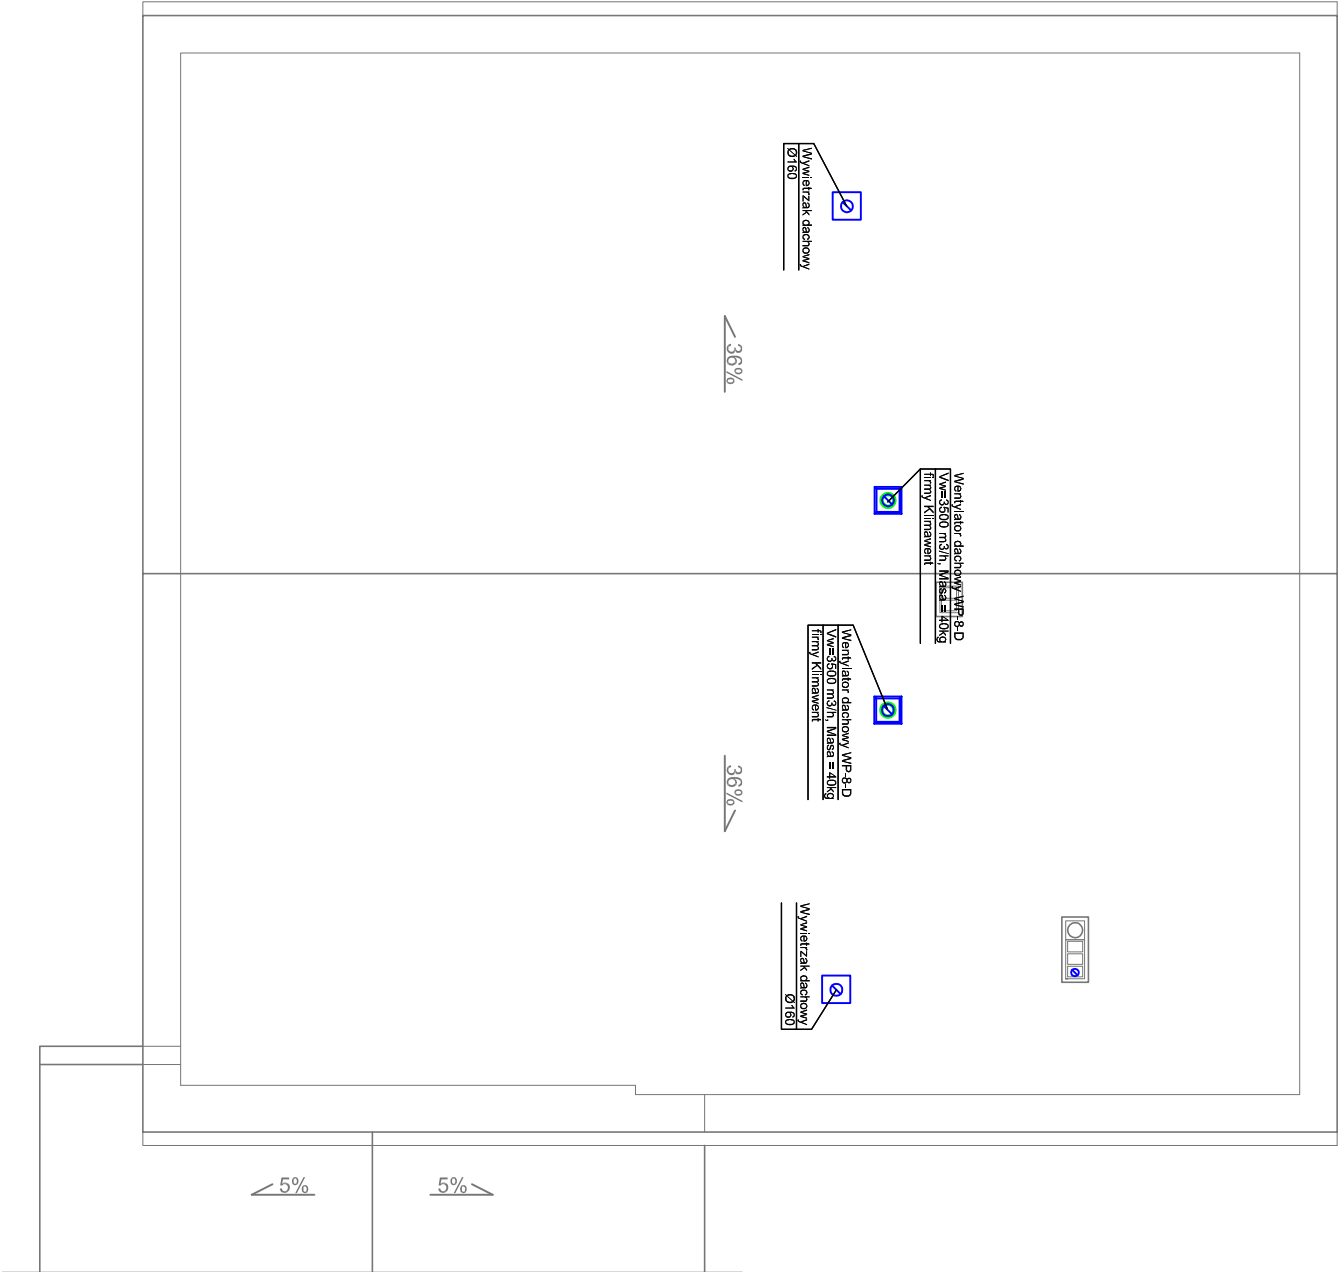 Wywietrzak dachowy
Ø160
36%
Wentylator dachowy WP-8-D
Vw=3500 m3/h, Masa = 40kg
firmy Klimawent
Wentylator dachowy WP-8-D
Vw=3500 m3/h, Masa = 40kg
firmy Klimawent
36%
Wywietrzak dachowy
Ø160
5%
5%